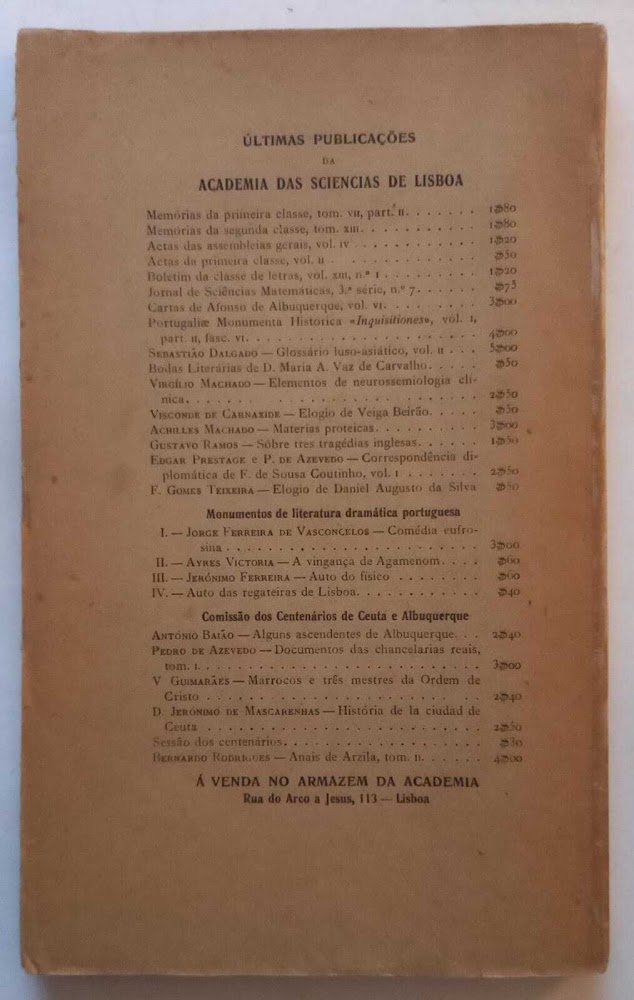 ÚLTIMAS PUBLICAÇÕES
DA
ACADEMIA DAS SCIENCIAS DE LISBOA
Memórias da primeira classe, tom. VII, part. II. . . . . . . 1$80
Memórias da segunda classe, tom. XIII. . . . . . . . . . . 1$80
Actas das assembleias gerais, vol. IV . . . . . . . . . . . 1$20
Actas da primeira classe, vol. II . . . . . . . . . . . . . $50
Boletim da classe de letras, vol. XIII, n.º 1 . . . . . . . . 1$20
Jornal de Sciências Matemáticas, 3.ª série, n.º 7. . . . . . $75
Cartas de Afonso de Albuquerque, vol. VI. . . . . . . . . 3$00
Portugaliæ Monumenta Historica «Inquisitiones», vol. I,
part. II, fasc. VI. . . . . . . . . . . . . . . . . . . . . 4$00
SEBASTIÃO DALGADO — Glossário luso-asiático, vol. II . . . 5$00
Bodas Literárias de D. Maria A. Vaz de Carvalho. . . . . $50
VIRGÍLIO MACHADO — Elementos de neurossemiologia clí-
nica. . . . . . . . . . . . . . . . . . . . . . . . 2$50
VISCONDE DE CARNAXIDE — Elogio de Veiga Beirão. . . . . $50
ACHILLES MACHADO — Materias proteicas. . . . . . . . . . 3$00
GUSTAVO RAMOS — Sôbre tres tragédias inglesas. . . . . . 1$50
EDGAR PRESTAGE e P. DE AZEVEDO — Correspondência di-
plomática de F. de Sousa Coutinho, vol. I . . . . . . . 2$50
F. GOMES TEIXEIRA — Elogio de Daniel Augusto da Silva $50
Monumentos de literatura dramática portuguesa
I. — JORGE FERREIRA DE VASCONCELOS — Comédia eufro-
sina . . . . . . . . . . . . . . . . . . . . . . 3$00
II. — AYRES VICTORIA — A vingança de Agamenom. . . . $60
III. — JERÓNIMO FERREIRA — Auto do físico . . . . . . . . $60
IV. — Auto das regateiras de Lisboa. . . . . . . . . . . . $40
Comissão dos Centenários de Ceuta e Albuquerque
ANTÓNIO BAIÃO — Alguns ascendentes de Albuquerque. . . 2$40
PEDRO DE AZEVEDO — Documentos das chancelarias reais,
tom. I. . . . . . . . . . . . . . . . . . . . . . . . 3$00
V GUIMARÃES — Marrocos e três mestres da Ordem de
Cristo . . . . . . . . . . . . . . . . . . . . . . . 2$40
D. JERÓNIMO DE MASCARENHAS — História de la ciudad de
Ceuta . . . . . . . . . . . . . . . . . . . . . . . 2$50
Sessão dos centenários. . . . . . . . . . . . . . . . . $30
BERNARDO RODRIGUES — Anais de Arzila, tom. II. . . . . . 4$00
Á VENDA NO ARMAZEM DA ACADEMIA
Rua do Arco a Jesus, 113 — Lisboa